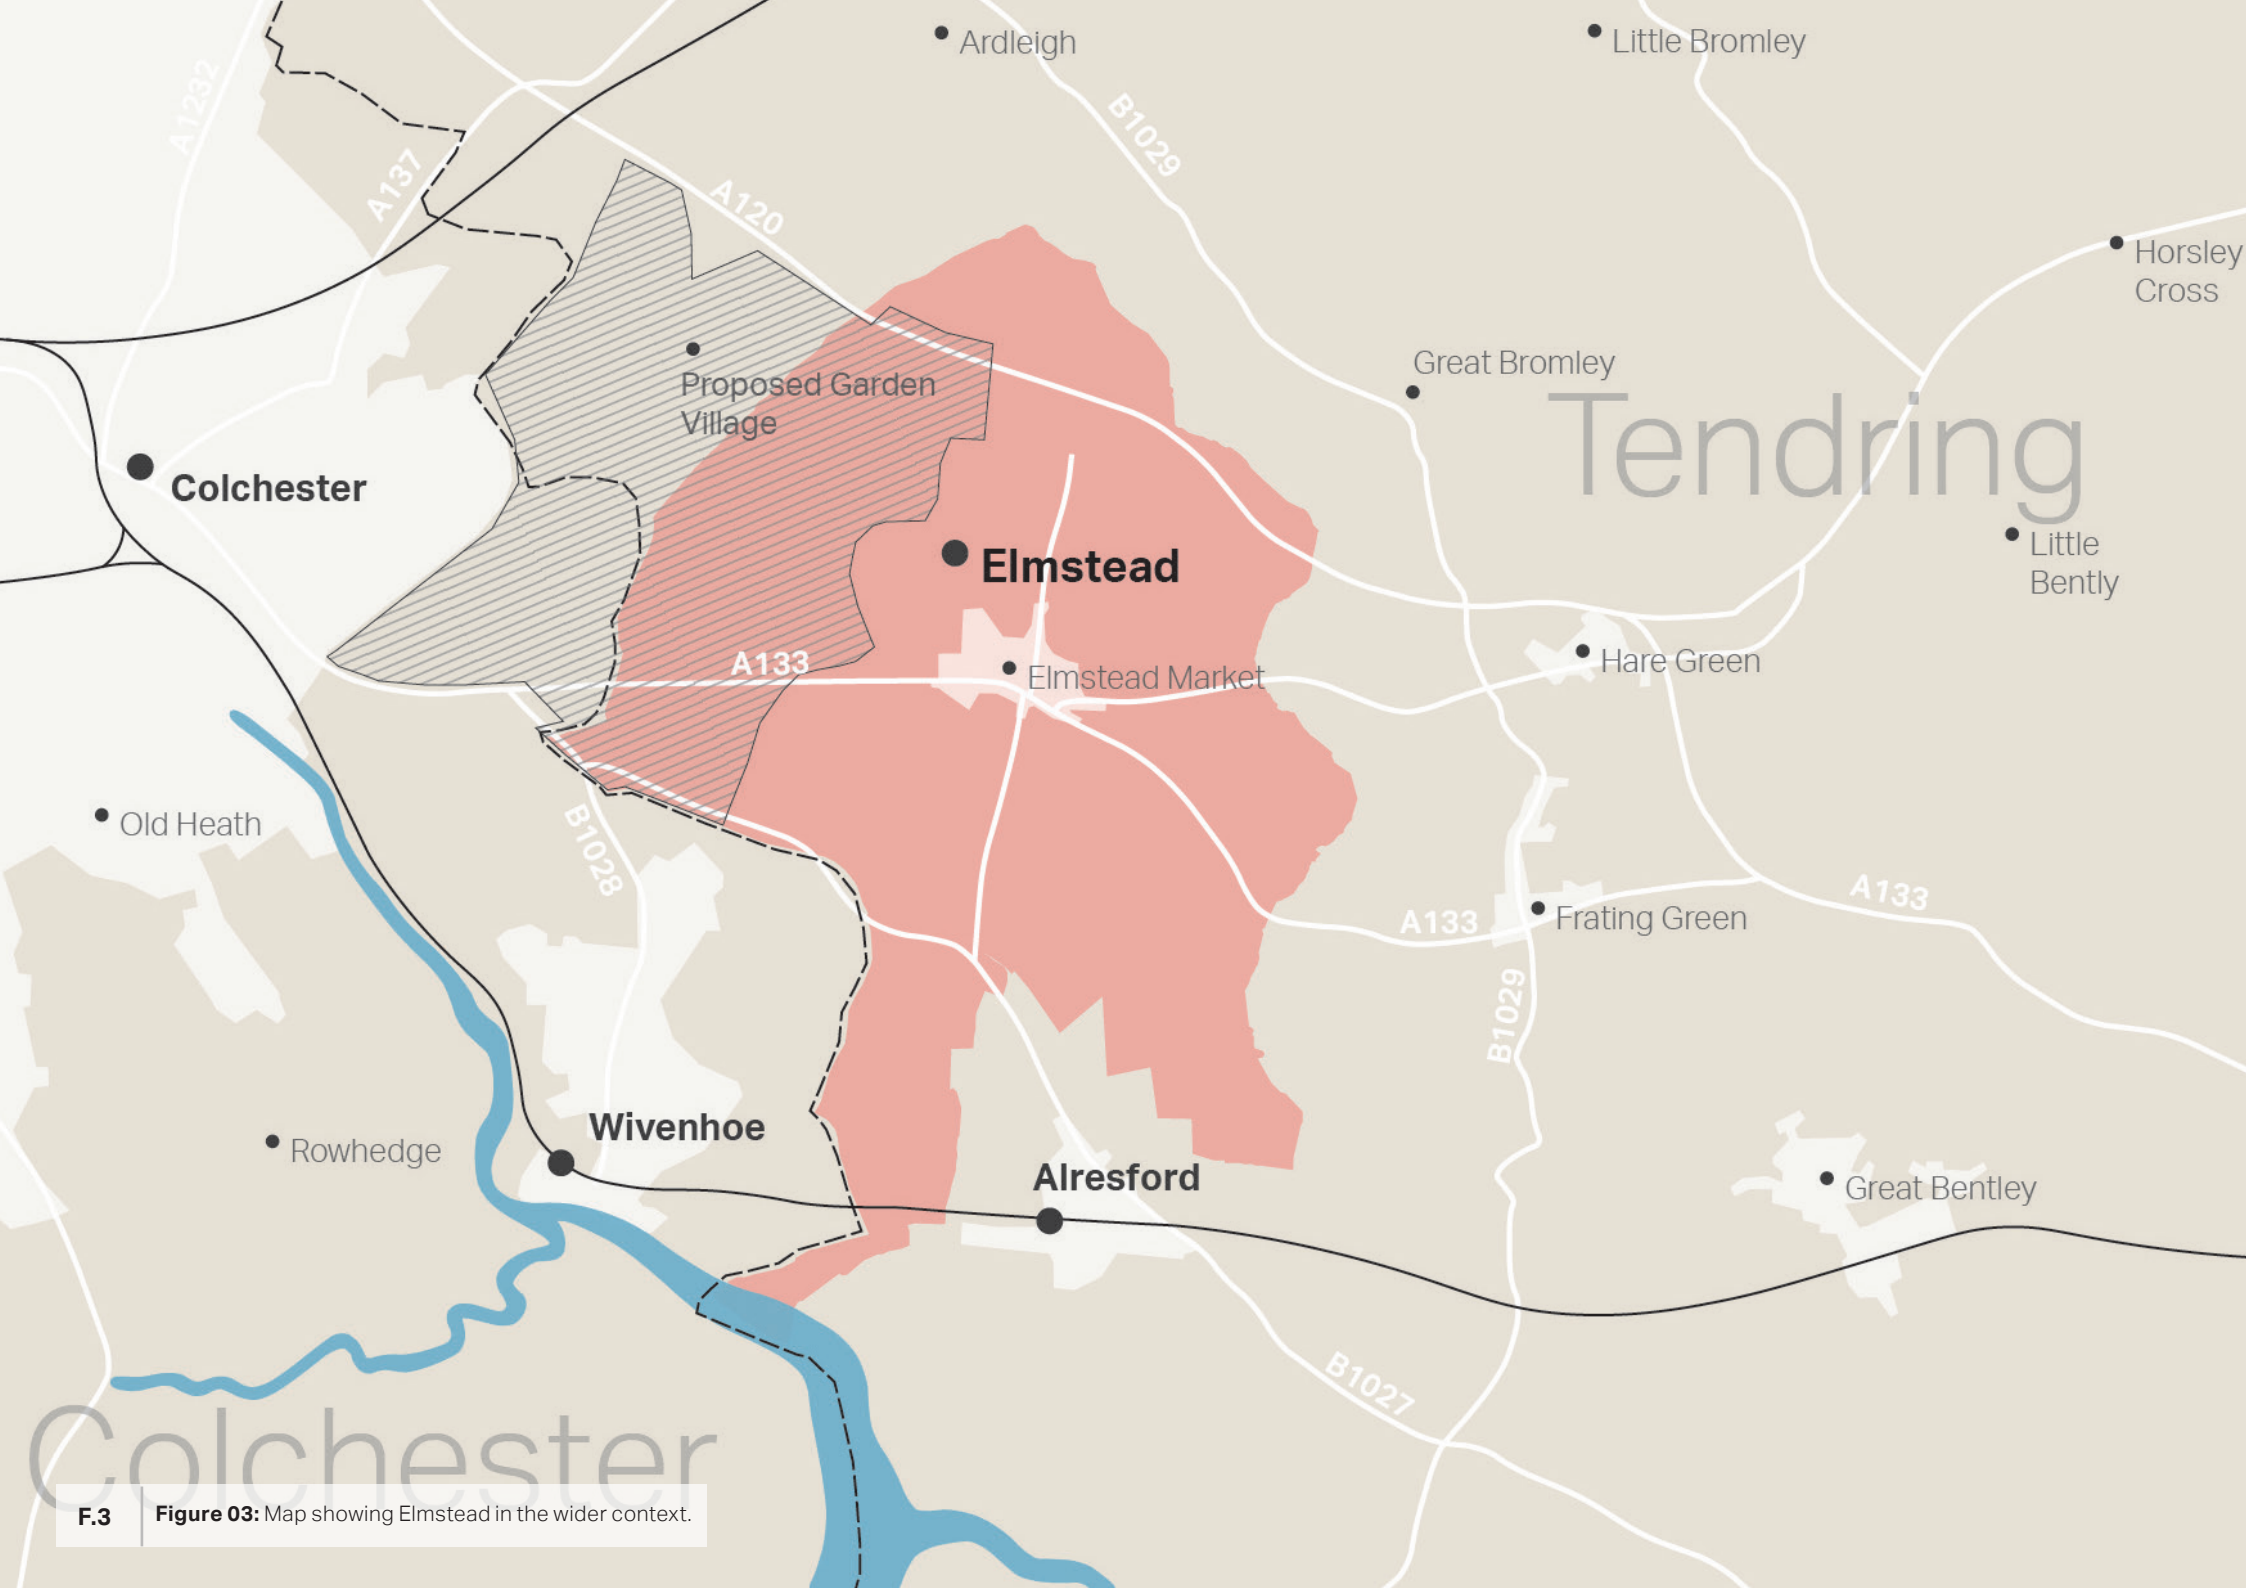 Ardleigh
Little Bromley
A1232
B1029
A137
A120
Horsley
Cross
Great Bromley
Proposed Garden
Village
Tendring
Colchester
Little
Bently
Elmstead
A133
Elmstead Market
Hare Green
Old Heath
B1028
A133
A133
Frating Green
B1029
Wivenhoe
Rowhedge
Alresford
Great Bentley
B1027
Colchester
F.3
Figure 03: Map showing Elmstead in the wider context.